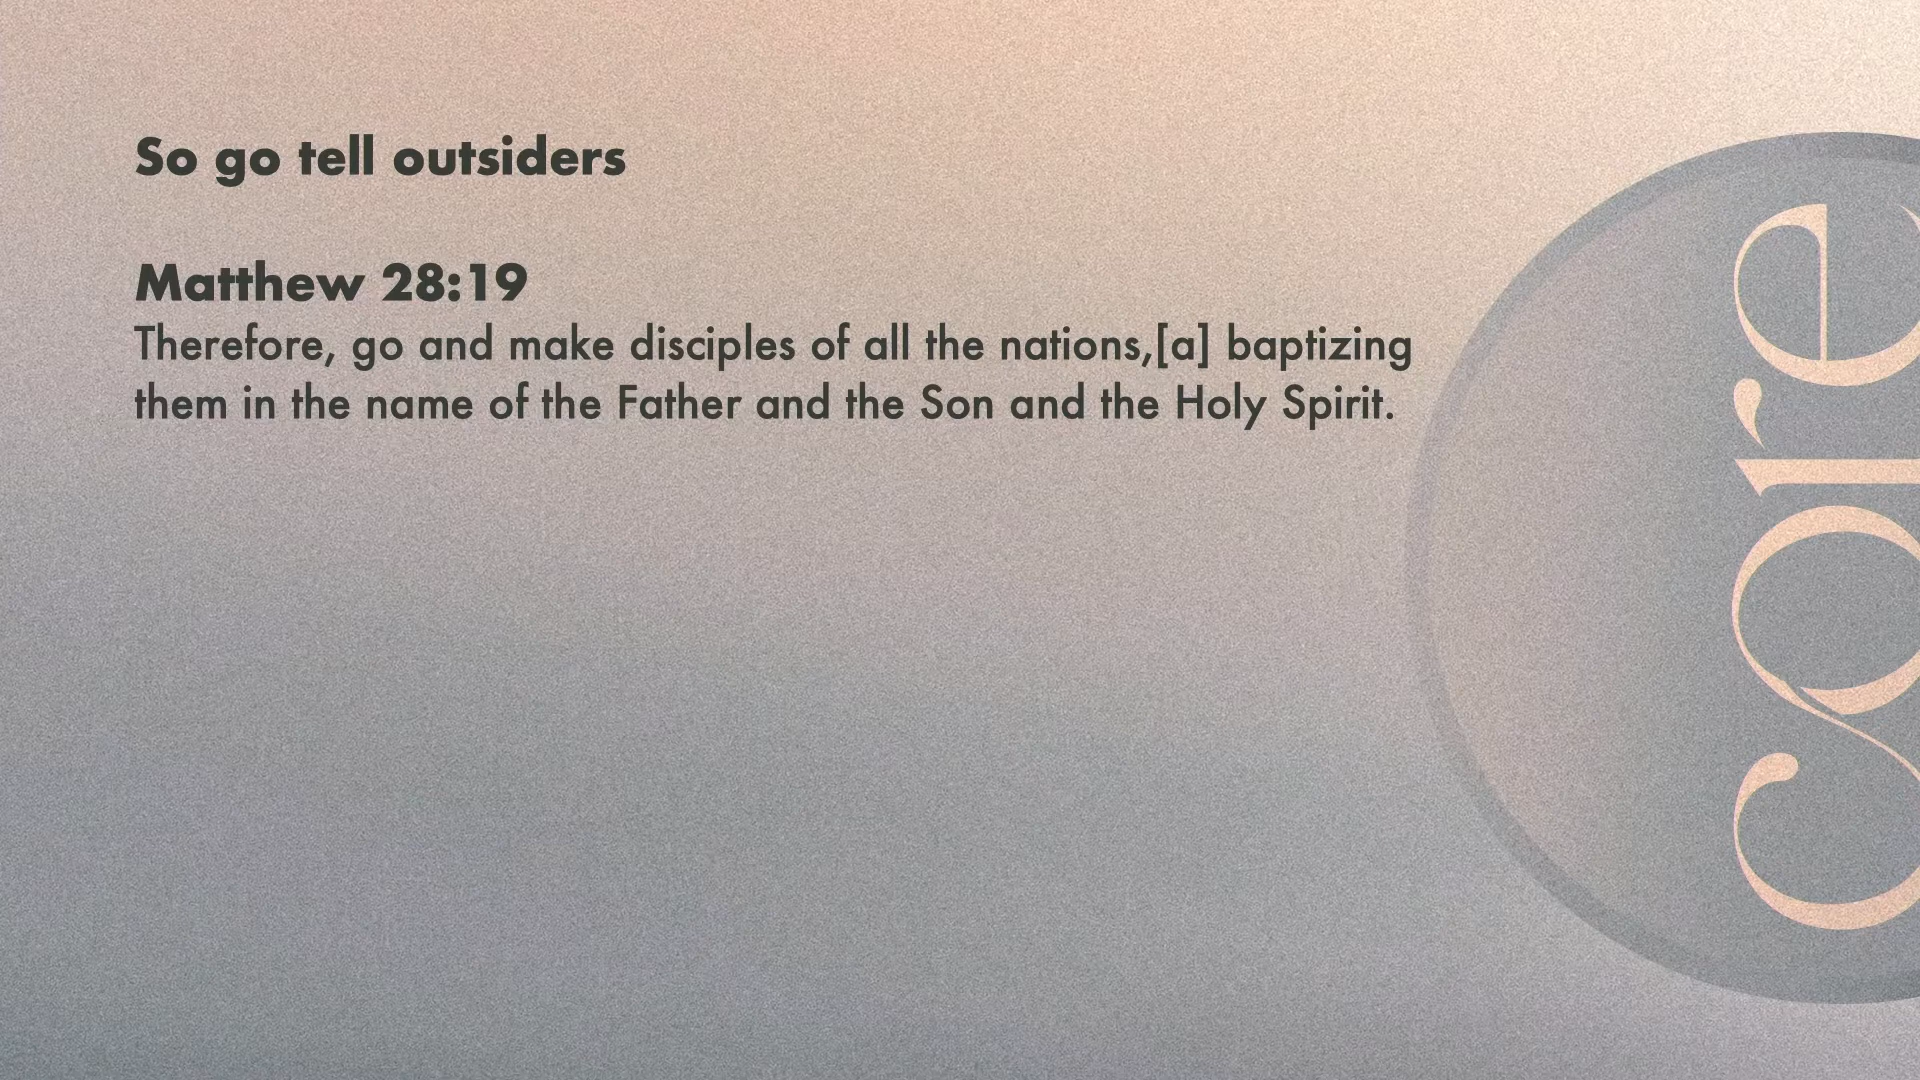 So go tell outsiders
Matthew 28:19
Therefore, go and make disciples of all the nations,[a] baptizing
them in the name of the Father and the Son and the Holy Spirit.
core